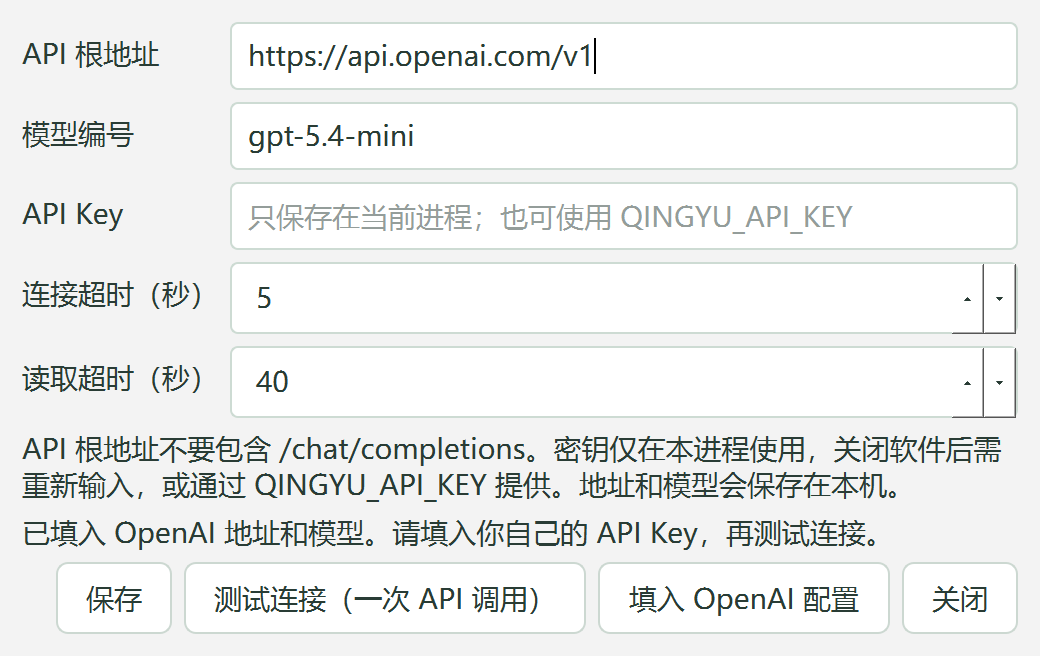 API 根地址
https://api.openai.com/v1
模型编号
gpt-5.4-mini
API Key
只保存在当前进程；也可使用 QINGYU_API_KEY
连接超时（秒）
5
读取超时（秒）
40
API 根地址不要包含 /chat/completions。密钥仅在本进程使用，关闭软件后需
重新输入，或通过 QINGYU_API_KEY 提供。地址和模型会保存在本机。
已填入 OpenAI 地址和模型。请填入你自己的 API Key，再测试连接。
保存
测试连接（一次 API 调用）
填入 OpenAI 配置
关闭